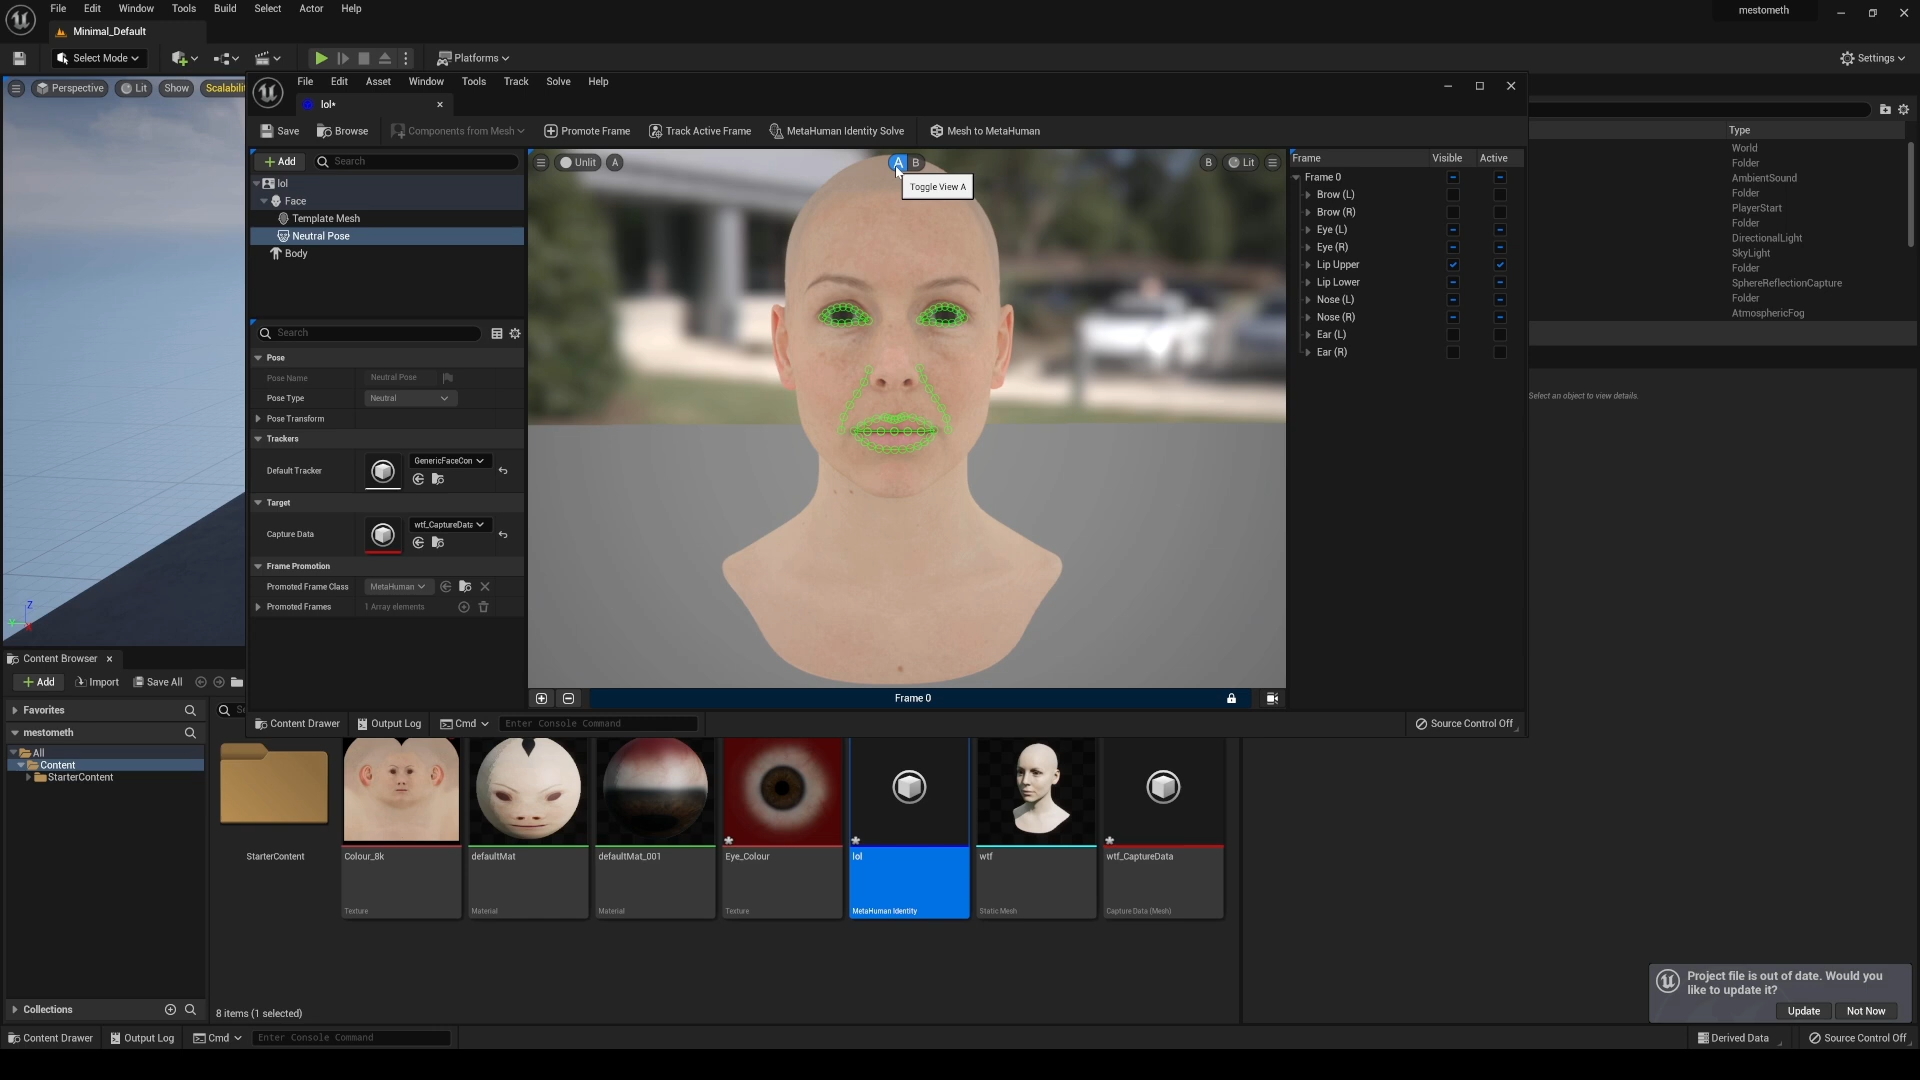 File Edit Window Tools Build Select Actor Help
mestometh
Minimal_Default
Select Mode
Platforms
Settings
Perspective Lit Show Scalabilit
File Edit Asset Window Tools Track Solve Help
lol*
Save Browse Components from Mesh Promote Frame Track Active Frame MetaHuman Identity Solve Mesh to MetaHuman
+ Add Search
lol
Face
Template Mesh
Neutral Pose
Body
Search
Pose
Pose Name Neutral Pose
Pose Type Neutral
Pose Transform
Trackers
Default Tracker GenericFaceCon
Target
Capture Data wtf_CaptureData
Frame Promotion
Promoted Frame Class MetaHuman
Promoted Frames 1 Array elements
Unlit A
A B
B Lit
Toggle View A
Frame 0
Frame Visible Active
Frame 0
Brow (L)
Brow (R)
Eye (L)
Eye (R)
Lip Upper
Lip Lower
Nose (L)
Nose (R)
Ear (L)
Ear (R)
Content Drawer Output Log Cmd Enter Console Command
Source Control Off
Type
World
Folder
AmbientSound
Folder
PlayerStart
Folder
DirectionalLight
SkyLight
Folder
SphereReflectionCapture
Folder
AtmosphericFog
Select an object to view details.
Z
Content Browser
+ Add Import Save All
Favorites
mestometh
All
Content
StarterContent
Collections
Se
StarterContent
Colour_8k
Texture
defaultMat
Material
defaultMat_001
Material
Eye_Colour
Texture
lol
MetaHuman Identity
wtf
Static Mesh
wtf_CaptureData
Capture Data (Mesh)
8 items (1 selected)
Project file is out of date. Would you
like to update it?
Update Not Now
Content Drawer Output Log Cmd Enter Console Command
Derived Data Source Control Off